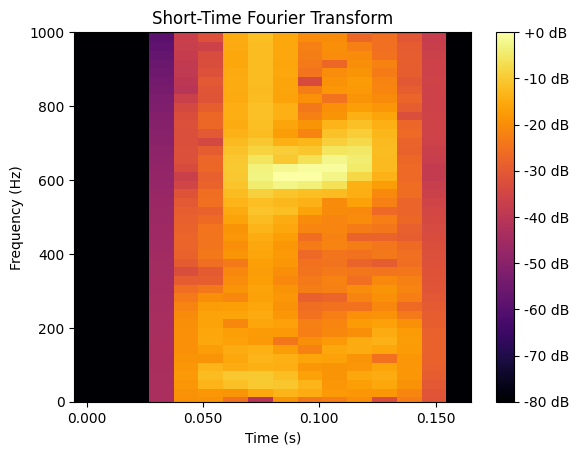 Short-Time Fourier Transform
1000
800
600
400
200
0
Frequency (Hz)
0.000
0.050
0.100
0.150
Time (s)
+0 dB
-10 dB
-20 dB
-30 dB
-40 dB
-50 dB
-60 dB
-70 dB
-80 dB